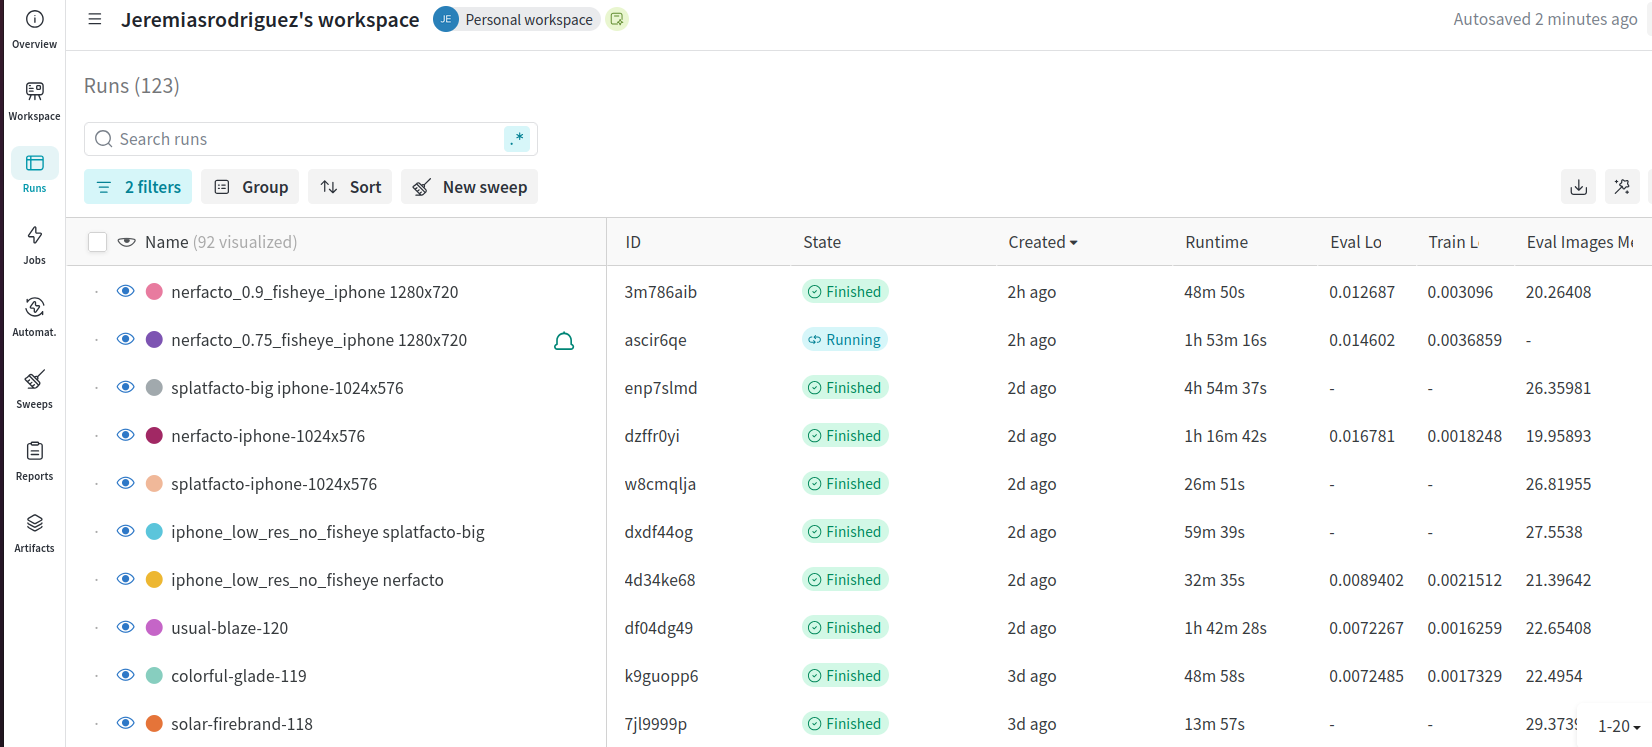 Overview
Workspace
Runs
Jobs
Automat.
Sweeps
Reports
Artifacts
Jeremiasrodriguez's workspace JE Personal workspace Autosaved 2 minutes ago
Runs (123)
Search runs .*
2 filters Group Sort New sweep
Name (92 visualized) ID State Created Runtime Eval Lo Train L Eval Images Me
nerfacto_0.9_fisheye_iphone 1280x720 3m786aib Finished 2h ago 48m 50s 0.012687 0.003096 20.26408
nerfacto_0.75_fisheye_iphone 1280x720 ascir6qe Running 2h ago 1h 53m 16s 0.014602 0.0036859 -
splatfacto-big iphone-1024x576 enp7slmd Finished 2d ago 4h 54m 37s - - 26.35981
nerfacto-iphone-1024x576 dzffr0yi Finished 2d ago 1h 16m 42s 0.016781 0.0018248 19.95893
splatfacto-iphone-1024x576 w8cmqlja Finished 2d ago 26m 51s - - 26.81955
iphone_low_res_no_fisheye splatfacto-big dxdf44og Finished 2d ago 59m 39s - - 27.5538
iphone_low_res_no_fisheye nerfacto 4d34ke68 Finished 2d ago 32m 35s 0.0089402 0.0021512 21.39642
usual-blaze-120 df04dg49 Finished 2d ago 1h 42m 28s 0.0072267 0.0016259 22.65408
colorful-glade-119 k9guopp6 Finished 3d ago 48m 58s 0.0072485 0.0017329 22.4954
solar-firebrand-118 7jl9999p Finished 3d ago 13m 57s - - 29.3739
1-20